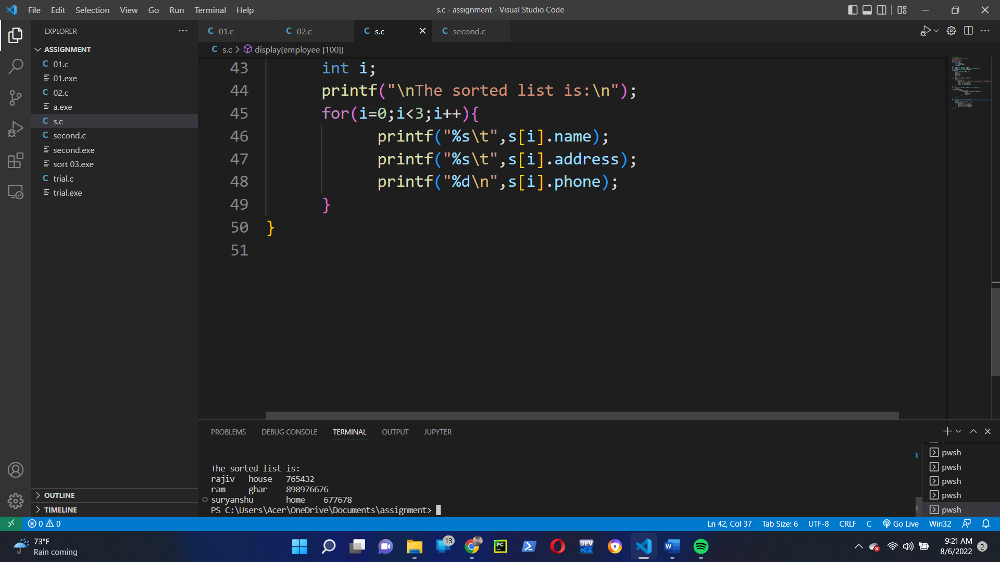 File Edit Selection View Go Run Terminal Help
s.c - assignment - Visual Studio Code
EXPLORER
ASSIGNMENT
C 01.c
01.exe
C 02.c
a.exe
C s.c
C second.c
second.exe
sort 03.exe
C trial.c
trial.exe
OUTLINE
TIMELINE
C 01.c
C 02.c
C s.c
C second.c
C s.c > display(employee [100])
43 int i;
44 printf("\nThe sorted list is:\n");
45 for(i=0;i<3;i++){
46 printf("%s\t",s[i].name);
47 printf("%s\t",s[i].address);
48 printf("%d\n",s[i].phone);
49 }
50 }
51
PROBLEMS DEBUG CONSOLE TERMINAL OUTPUT JUPYTER
The sorted list is:
rajiv house 765432
ram ghar 898976676
suryanshu home 677678
PS C:\Users\Acer\OneDrive\Documents\assignment>
pwsh
pwsh
pwsh
pwsh
pwsh
0 0
Ln 42, Col 37 Tab Size: 6 UTF-8 CRLF C Go Live Win32
73°F
Rain coming
13
PC
DEV
W
9:21 AM
8/6/2022
2